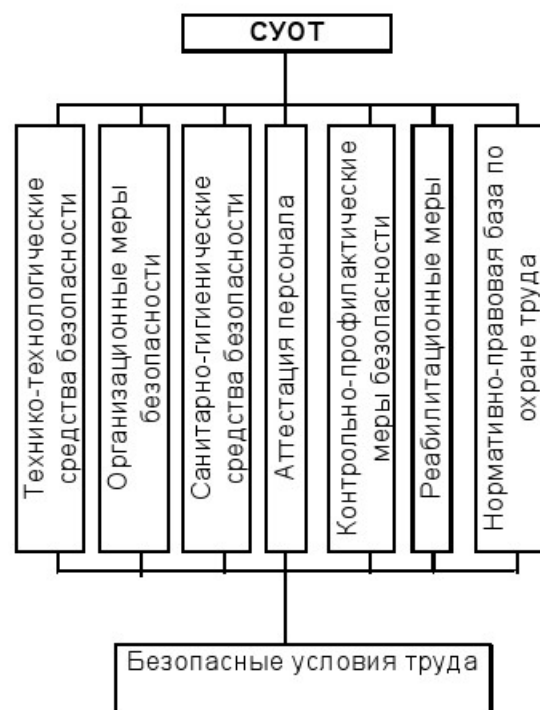 СУОТ
Технико-технологические
средства безопасности
Организационные меры
безопасности
Санитарно-гигиенические
средства безопасности
Аттестация персонала
Контрольно-профилактические
меры безопасности
Реабилитационные меры
Нормативно-правовая база по
охране труда
Безопасные условия труда